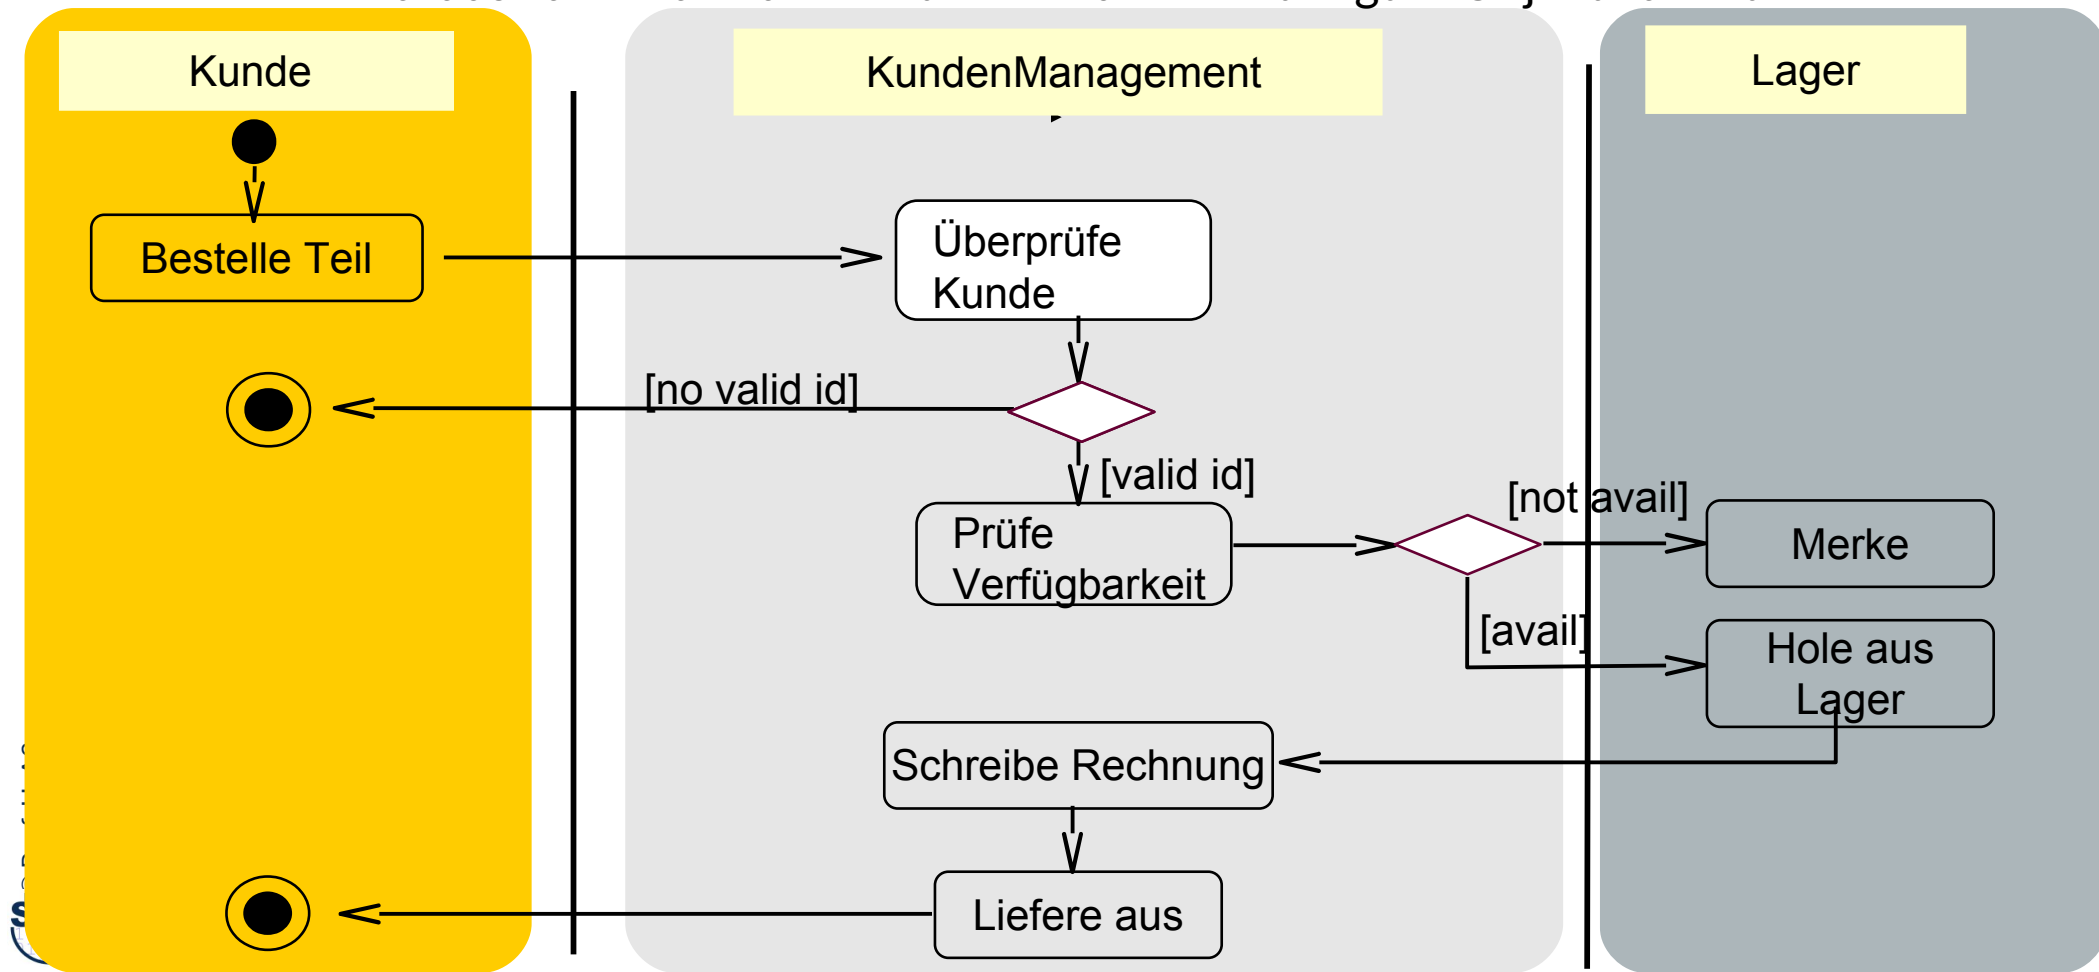 Kunde
KundenManagement
Lager
Bestelle Teil
Überprüfe
Kunde
[no valid id]
[valid id]
[not avail]
Prüfe
Verfügbarkeit
Merke
[avail]
Hole aus
Lager
Schreibe Rechnung
Liefere aus